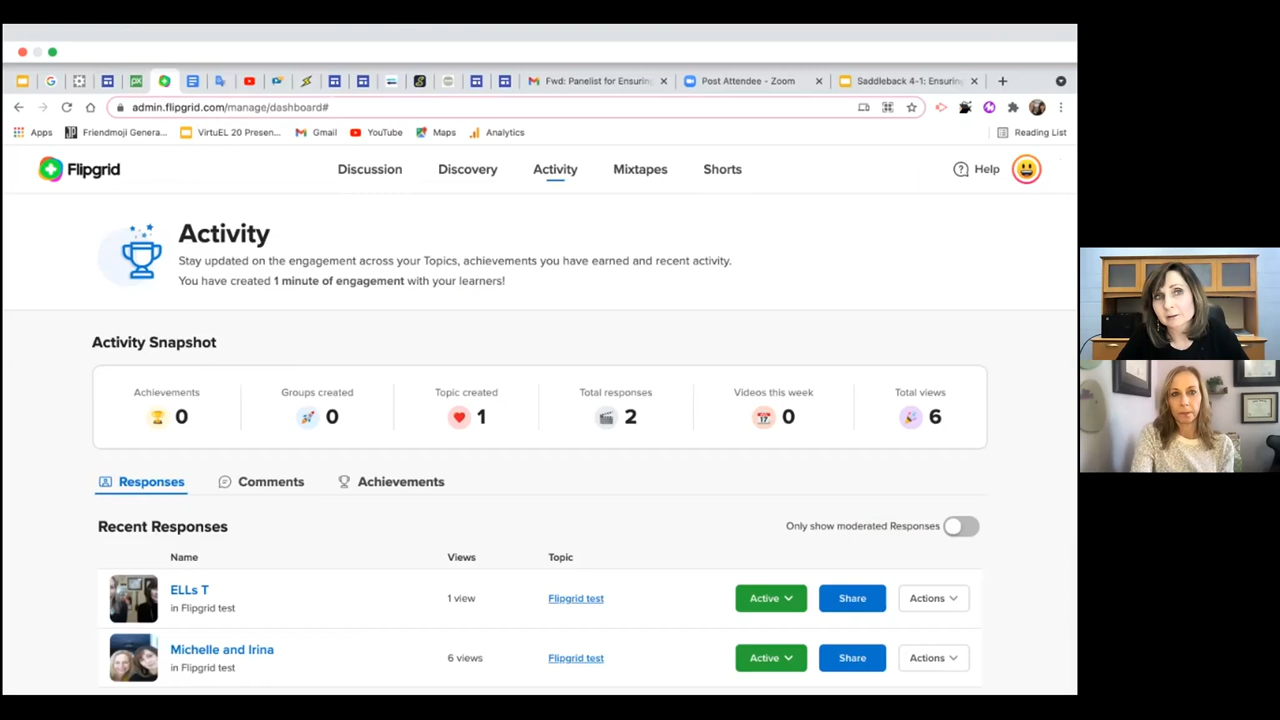 Fwd: Panelist for Ensuring
Post Attendee - Zoom
Saddleback 4-1: Ensuring
admin.flipgrid.com/manage/dashboard#
Apps
Friendmoji Genera...
VirtuEL 20 Presen...
Gmail
YouTube
Maps
Analytics
Reading List
Flipgrid
Discussion
Discovery
Activity
Mixtapes
Shorts
Help
Activity
Stay updated on the engagement across your Topics, achievements you have earned and recent activity.
You have created 1 minute of engagement with your learners!
Activity Snapshot
Achievements
0
Groups created
0
Topic created
1
Total responses
2
Videos this week
0
Total views
6
Responses
Comments
Achievements
Recent Responses
Only show moderated Responses
Name
Views
Topic
ELLs T
in Flipgrid test
1 view
Flipgrid test
Active
Share
Actions
Michelle and Irina
in Flipgrid test
6 views
Flipgrid test
Active
Share
Actions